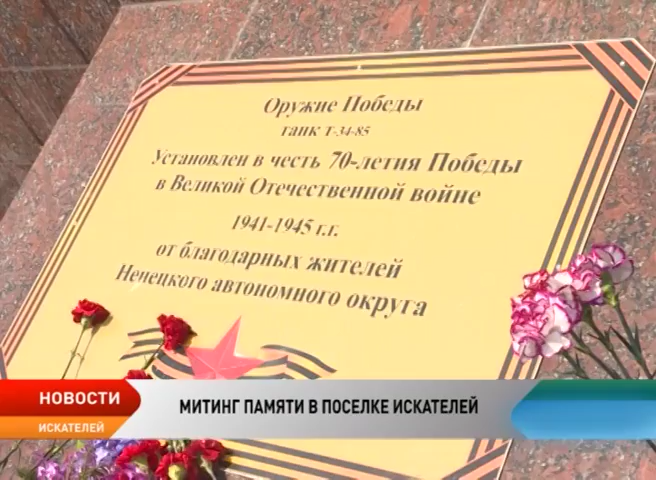 Оружие Победы
танк т-34-85
Установлен в честь 70-летия Победы
в Великой Отечественной войне
1941-1945 г.г.
от благодарных жителей
Ненецкого автономного округа
НОВОСТИ
МИТИНГ ПАМЯТИ В ПОСЕЛКЕ ИСКАТЕЛЕЙ
ИСКАТЕЛЕЙ